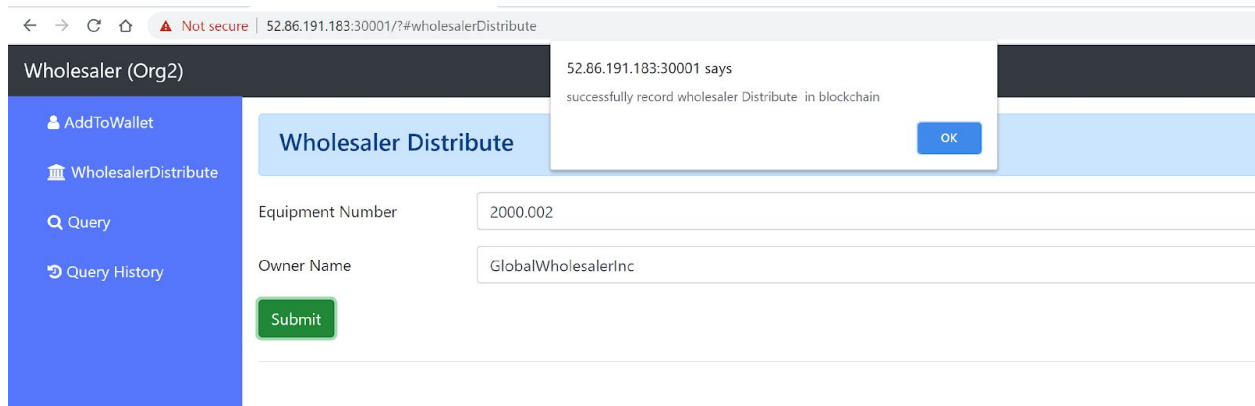 Not secure | 52.86.191.183:30001/?#wholesalerDistribute
Wholesaler (Org2)
52.86.191.183:30001 says
successfully record wholesaler Distribute in blockchain
OK
AddToWallet
WholesalerDistribute
Query
Query History
Wholesaler Distribute
Equipment Number
2000.002
Owner Name
GlobalWholesalerInc
Submit